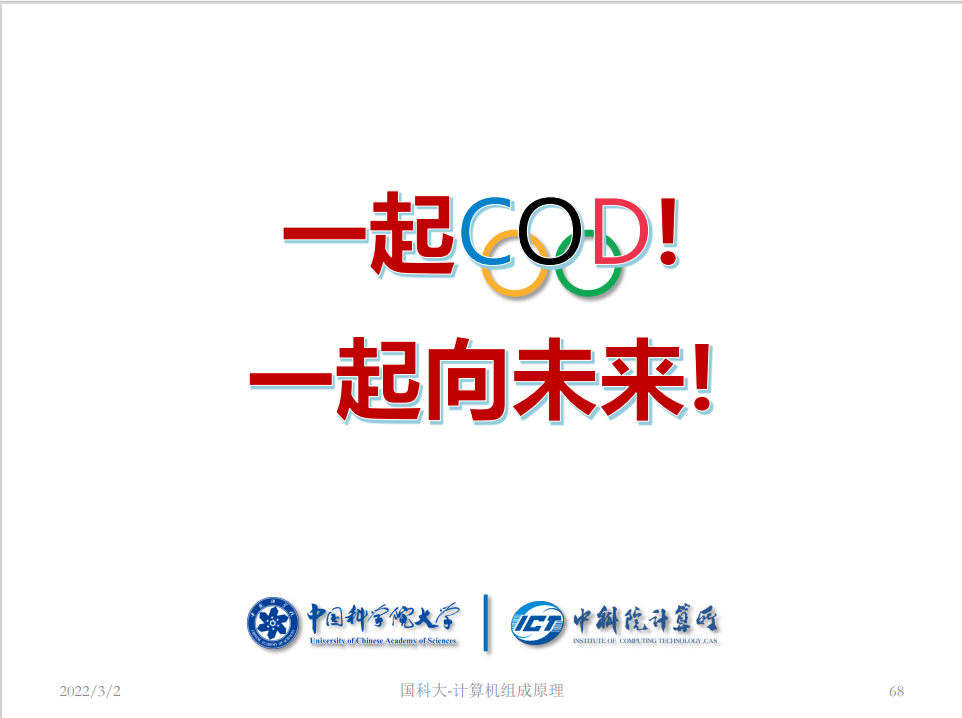 一起COD!
一起向未来!
中国科学院大学
University of Chinese Academy of Sciences
ICT
中科院计算所
INSTITUTE OF COMPUTING TECHNOLOGY,CAS
2022/3/2
国科大-计算机组成原理
68